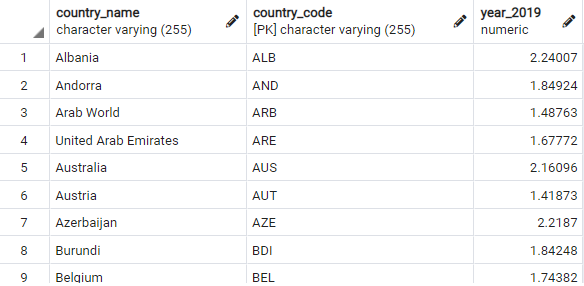 country_name country_code year_2019
character varying (255) [PK] character varying (255) numeric
1 Albania ALB 2.24007
2 Andorra AND 1.84924
3 Arab World ARB 1.48763
4 United Arab Emirates ARE 1.67772
5 Australia AUS 2.16096
6 Austria AUT 1.41873
7 Azerbaijan AZE 2.2187
8 Burundi BDI 1.84248
9 Belgium BEL 1.74382